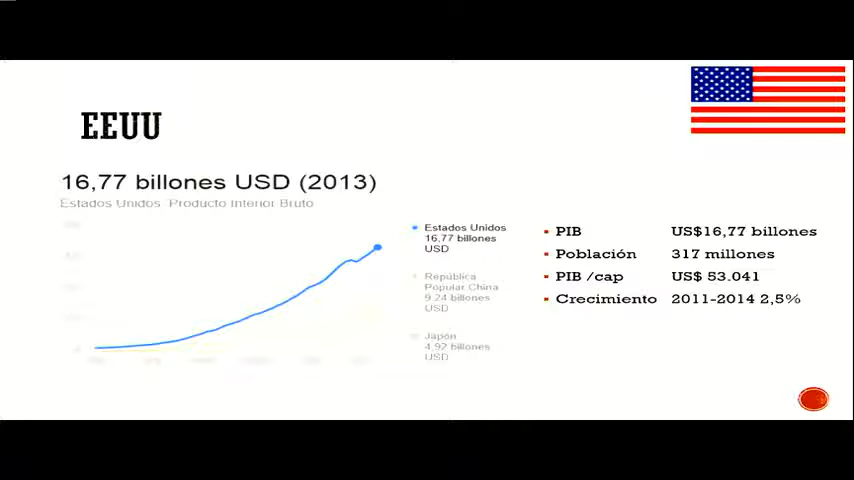 EEUU
16,77 billones USD (2013)
Estados Unidos Producto Interior Bruto
Estados Unidos
16,77 billones
USD
República
Popular China
9,24 billones
USD
Japón
4,92 billones
USD
PIB US$16,77 billones
Población 317 millones
PIB /cap US$ 53.041
Crecimiento 2011-2014 2,5%